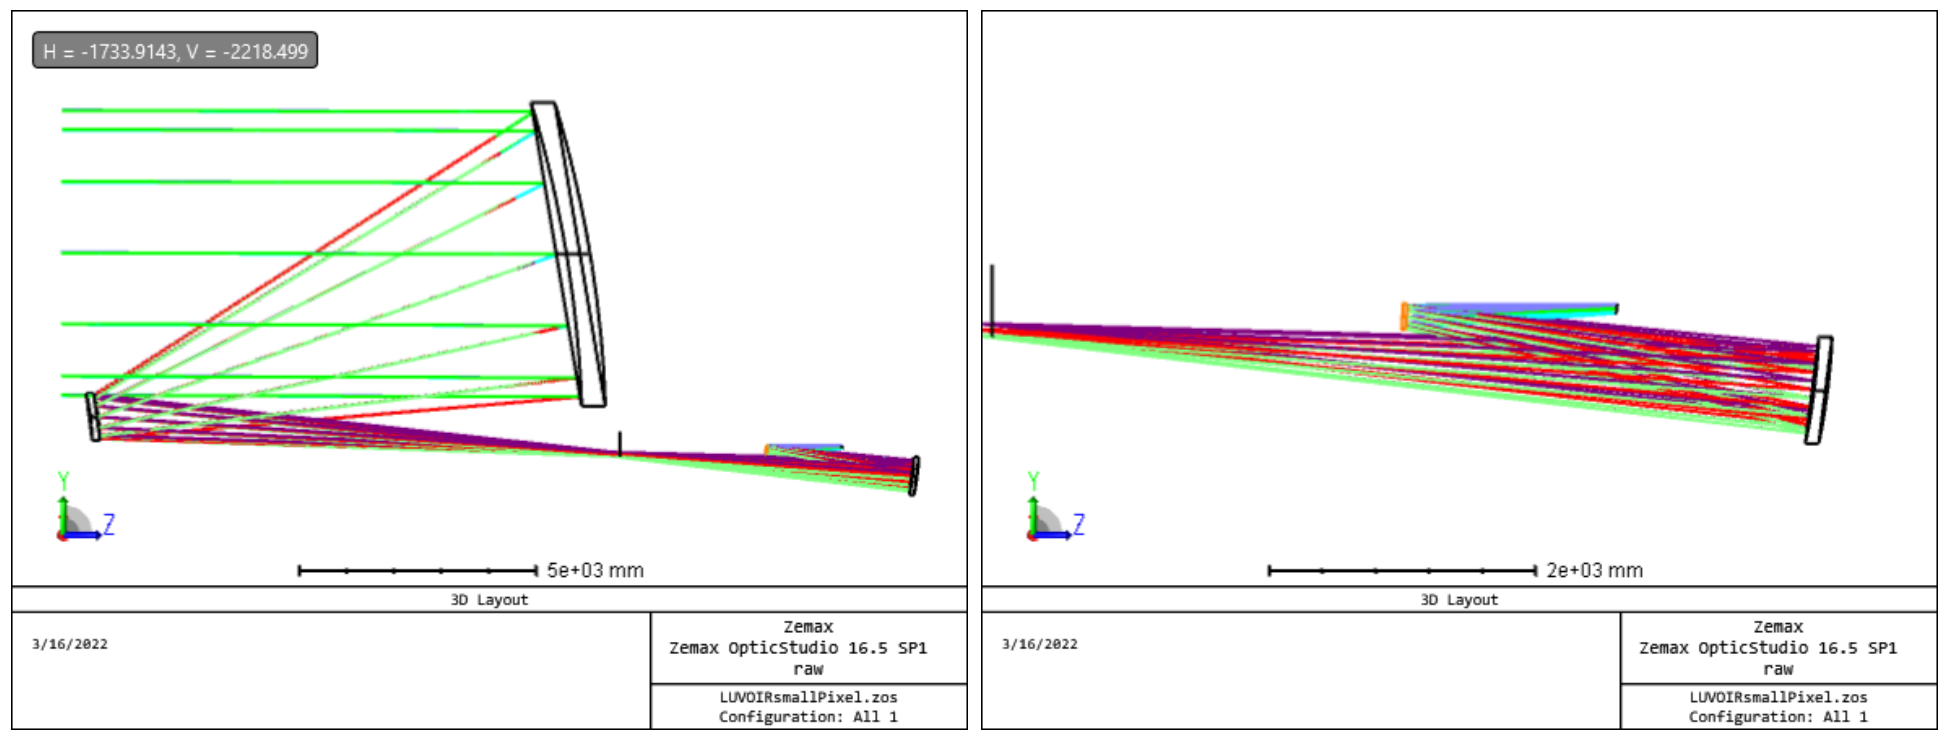 H = -1733.9143, V = -2218.499
Y
Z
5e+03 mm
3D Layout
3/16/2022
Zemax
Zemax OpticStudio 16.5 SP1
raw
LUVOIRsmallPixel.zos
Configuration: All 1
Y
Z
2e+03 mm
3D Layout
3/16/2022
Zemax
Zemax OpticStudio 16.5 SP1
raw
LUVOIRsmallPixel.zos
Configuration: All 1